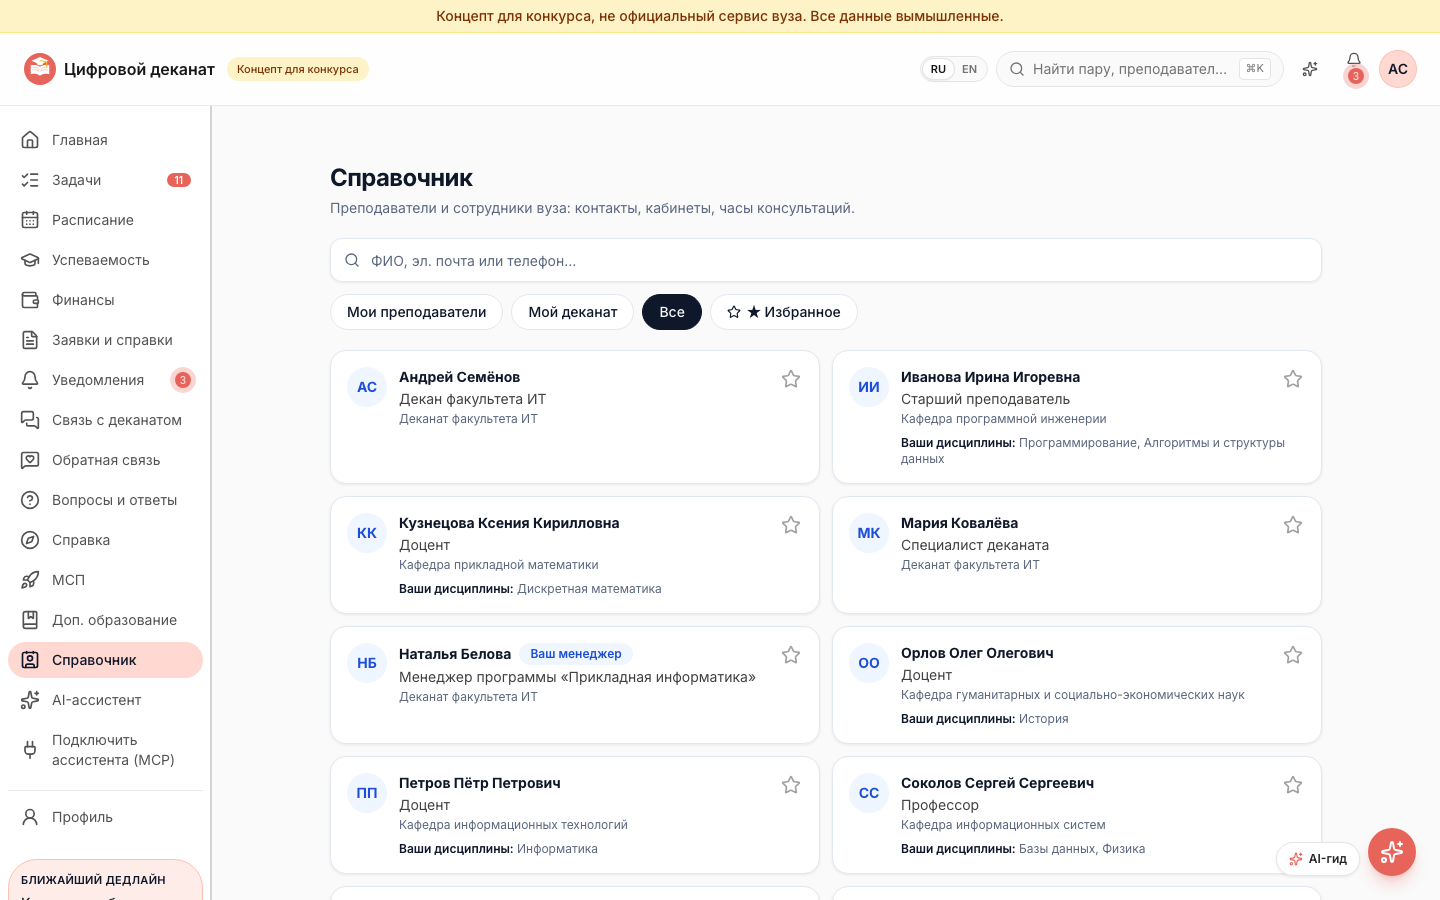 Концепт для конкурса, не официальный сервис вуза. Все данные вымышленные.
Цифровой деканат
Концепт для конкурса
RU EN
Найти пару, преподавател...
⌘K
3
АС
Главная
Задачи 11
Расписание
Успеваемость
Финансы
Заявки и справки
Уведомления 3
Связь с деканатом
Обратная связь
Вопросы и ответы
Справка
МСП
Доп. образование
Справочник
AI-ассистент
Подключить
ассистента (MCP)
Профиль
БЛИЖАЙШИЙ ДЕДЛАЙН
Справочник
Преподаватели и сотрудники вуза: контакты, кабинеты, часы консультаций.
ФИО, эл. почта или телефон...
Мои преподаватели
Мой деканат
Все
★ Избранное
АС
Андрей Семёнов
Декан факультета ИТ
Деканат факультета ИТ
ИИ
Иванова Ирина Игоревна
Старший преподаватель
Кафедра программной инженерии
Ваши дисциплины: Программирование, Алгоритмы и структуры
данных
КК
Кузнецова Ксения Кирилловна
Доцент
Кафедра прикладной математики
Ваши дисциплины: Дискретная математика
МК
Мария Ковалёва
Специалист деканата
Деканат факультета ИТ
НБ
Наталья Белова Ваш менеджер
Менеджер программы «Прикладная информатика»
Деканат факультета ИТ
ОО
Орлов Олег Олегович
Доцент
Кафедра гуманитарных и социально-экономических наук
Ваши дисциплины: История
ПП
Петров Пётр Петрович
Доцент
Кафедра информационных технологий
Ваши дисциплины: Информатика
СС
Соколов Сергей Сергеевич
Профессор
Кафедра информационных систем
Ваши дисциплины: Базы данных, Физика
AI-гид